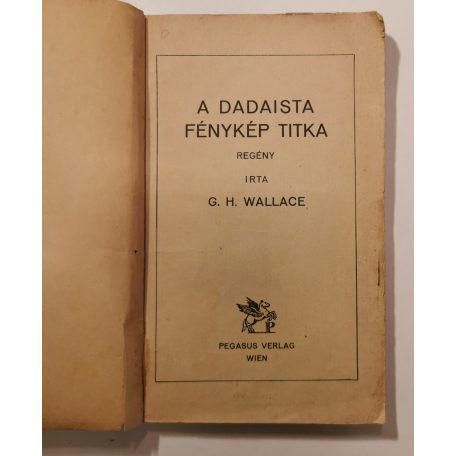 A DADAISTA
FÉNYKÉP TITKA
REGÉNY
IRTA
G. H. WALLACE
P
PEGASUS VERLAG
WIEN